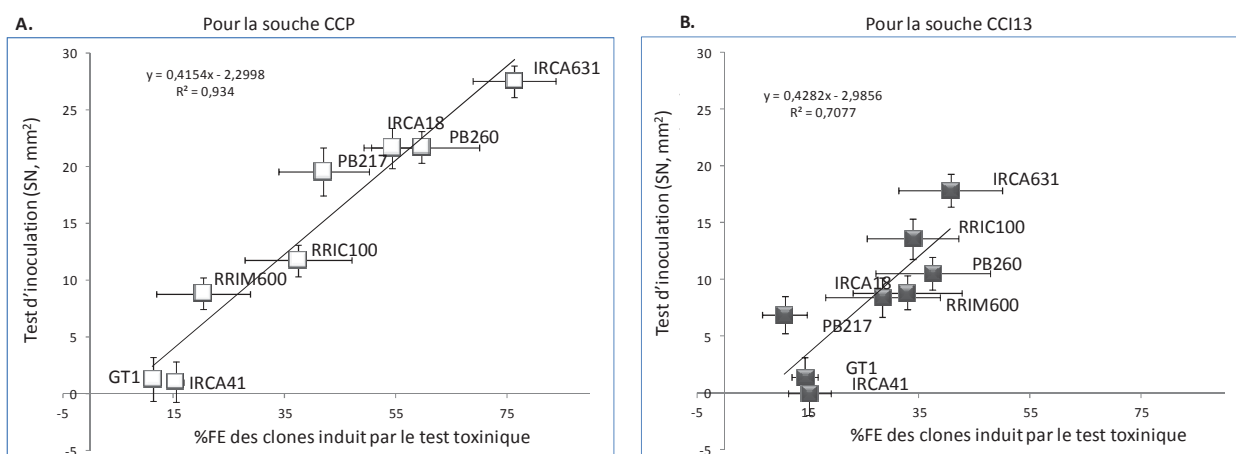 A.
Pour la souche CCP
Test d’inoculation (SN, mm²)
30
25
20
15
10
5
0
-5
-5
15
35
55
75
y = 0,4154x - 2,2998
R² = 0,934
IRCA631
IRCA18
PB260
PB217
RRIC100
RRIM600
GT1
IRCA41
%FE des clones induit par le test toxinique
B.
Pour la souche CCI13
Test d’inoculation (SN, mm²)
30
25
20
15
10
5
0
-5
-5
15
35
55
75
y = 0,4282x - 2,9856
R² = 0,7077
IRCA631
RRIC100
PB260
IRCA18
RRIM600
PB217
GT1
IRCA41
%FE des clones induit par le test toxinique